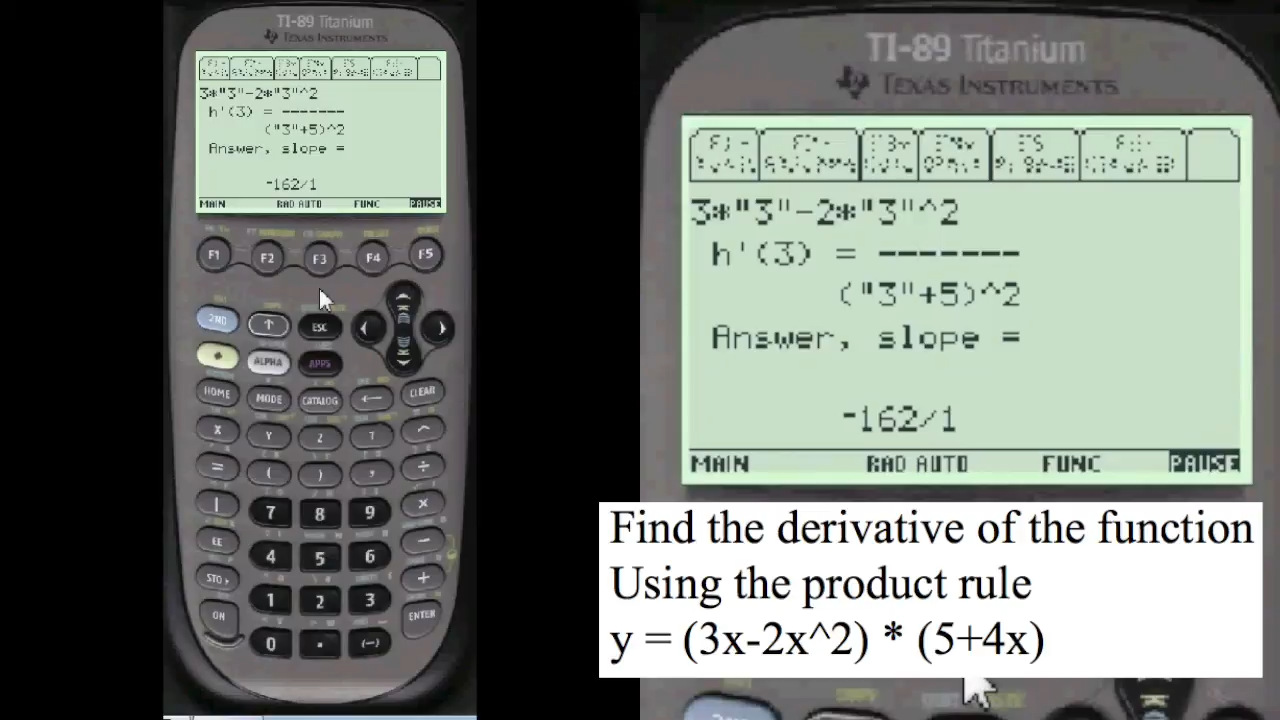 TI-89 Titanium
TEXAS INSTRUMENTS
3*"3"-2*"3"^2
h'(3) = -------
("3"+5)^2
Answer, slope =
-162/1
MAIN RAD AUTO FUNC PAUSE
F1 F2 F3 F4 F5
2ND ↑ ESC
ALPHA APPS
HOME MODE CATALOG ← CLEAR
X Y Z T ^
= ( ) , ÷
| 7 8 9 ×
EE 4 5 6 −
STO▸ 1 2 3 +
ON 0 . (−) ENTER
TI-89 Titanium
TEXAS INSTRUMENTS
3*"3"-2*"3"^2
h'(3) = -------
("3"+5)^2
Answer, slope =
-162/1
MAIN RAD AUTO FUNC PAUSE
Find the derivative of the function
Using the product rule
y = (3x-2x^2) * (5+4x)